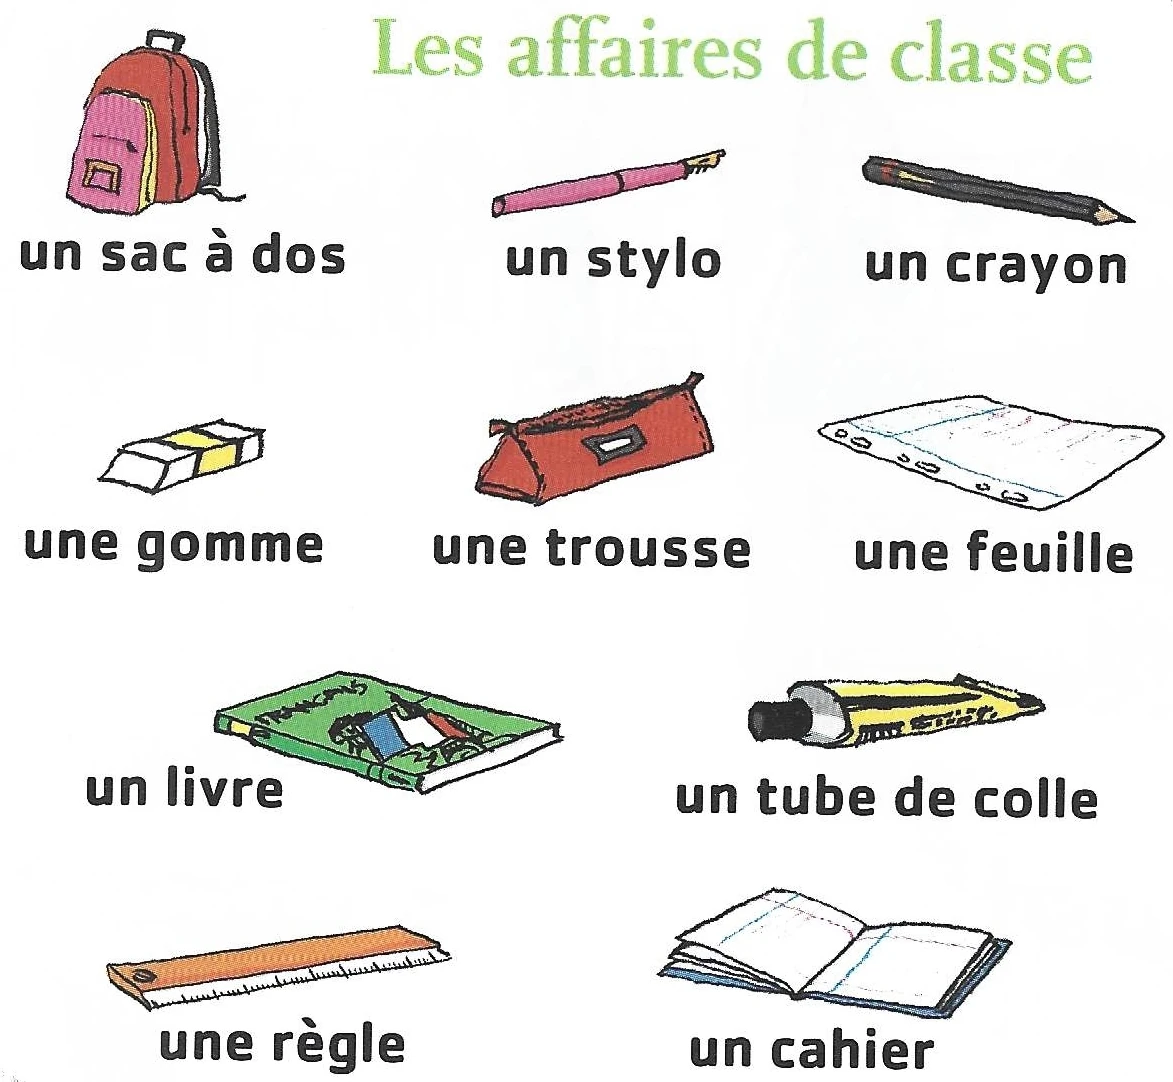 Les affaires de classe
un sac à dos
un stylo
un crayon
une gomme
une trousse
une feuille
FRANÇAIS
un livre
un tube de colle
une règle
un cahier